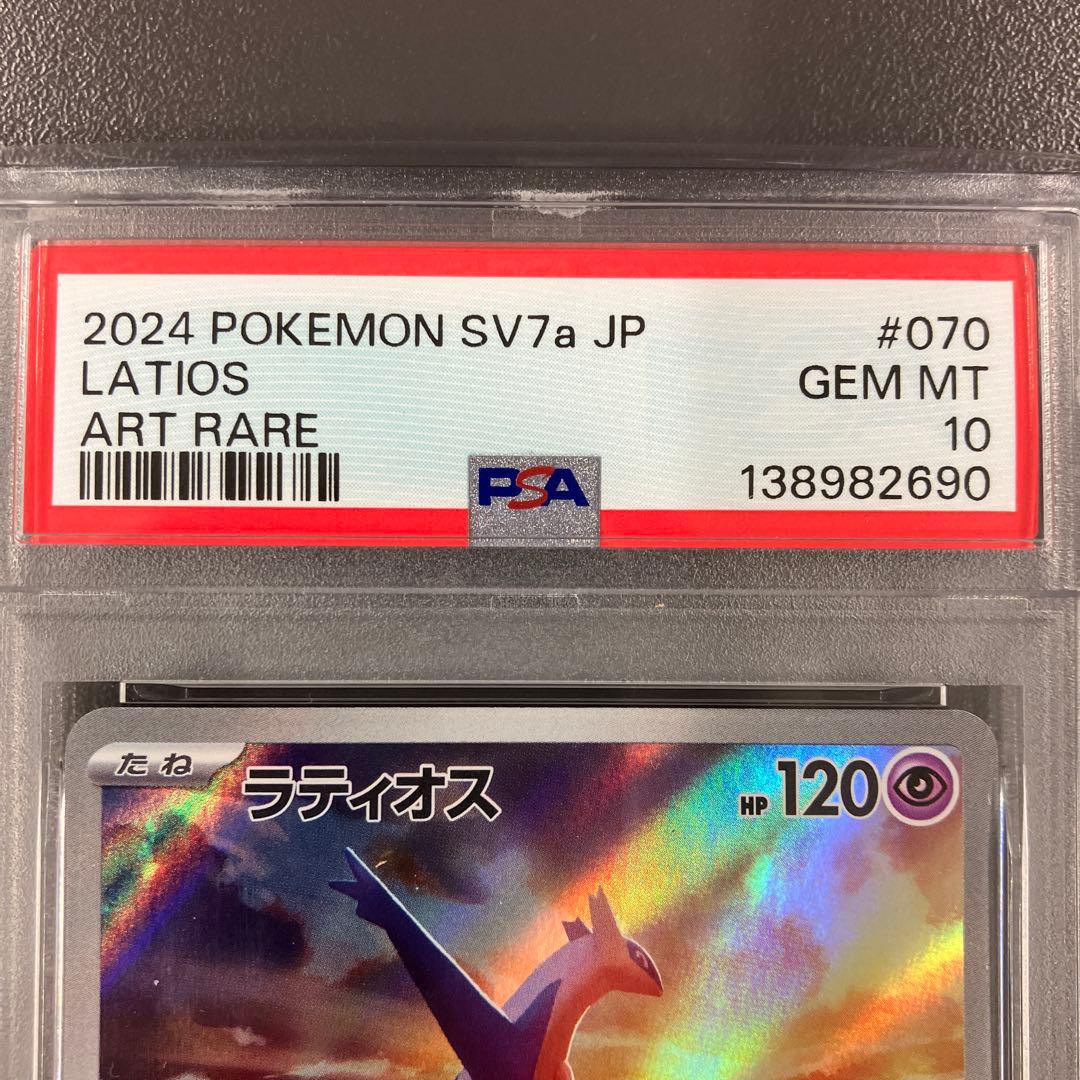 2024 POKEMON SV7a JP #070
LATIOS GEM MT
ART RARE 10
PSA 138982690
たね ラティオス HP 120